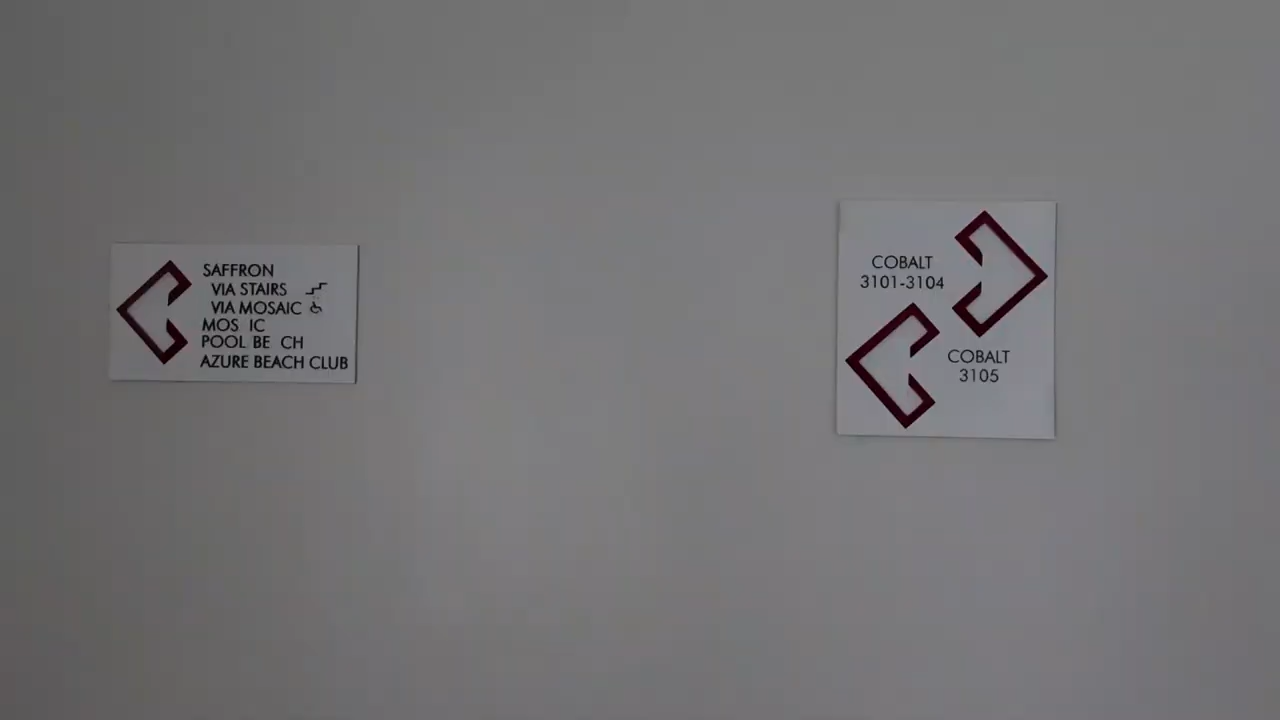 SAFFRON
VIA STAIRS
VIA MOSAIC
MOS IC
POOL BE CH
AZURE BEACH CLUB
COBALT
3101-3104
COBALT
3105